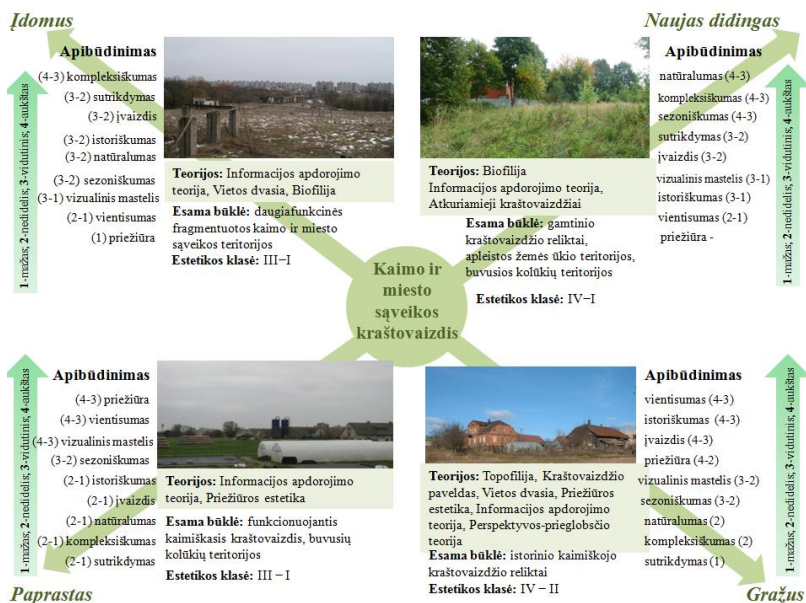 Įdomus
Apibūdinimas
(4-3) kompleksiškumas
(3-2) sutrikdymas
(3-2) įvaizdis
(3-2) istoriškumas
(3-2) natūralumas
(3-2) sezoniškumas
(3-1) vizualinis mastelis
(2-1) vientisumas
(1) priežiūra
1-mažas; 2-nedidelis; 3-vidutinis; 4-aukštas
Teorijos: Informacijos apdorojimo
teorija, Vietos dvasia, Biofilija
Esama būklė: daugiafunkcinės
fragmentuotos kaimo ir miesto
sąveikos teritorijos
Estetikos klasė: III–I
Naujas didingas
Apibūdinimas
natūralumas (4-3)
kompleksiškumas (4-3)
sezoniškumas (4-3)
sutrikdymas (3-2)
įvaizdis (3-2)
vizualinis mastelis (3-1)
istoriškumas (3-1)
vientisumas (2-1)
priežiūra -
1-mažas; 2-nedidelis; 3-vidutinis; 4-aukštas
Teorijos: Biofilija
Informacijos apdorojimo teorija,
Atkuriamieji kraštovaizdžiai
Esama būklė: gamtinio
kraštovaizdžio reliktai,
apleistos žemės ūkio teritorijos,
buvusios kolūkių teritorijos
Estetikos klasė: IV–I
Kaimo ir
miesto
sąveikos
kraštovaizdis
Apibūdinimas
(4-3) priežiūra
(4-3) vientisumas
(4-3) vizualinis mastelis
(3-2) sezoniškumas
(2-1) istoriškumas
(2-1) įvaizdis
(2-1) natūralumas
(2-1) kompleksiškumas
(2-1) sutrikdymas
1-mažas; 2-nedidelis; 3-vidutinis; 4-aukštas
Paprastas
Teorijos: Informacijos apdorojimo
teorija, Priežiūros estetika
Esama būklė: funkcionuojantis
kaimiškasis kraštovaizdis, buvusių
kolūkių teritorijos
Estetikos klasė: III – I
Apibūdinimas
vientisumas (4-3)
istoriškumas (4-3)
įvaizdis (4-3)
priežiūra (4-2)
vizualinis mastelis (3-2)
sezoniškumas (3-2)
natūralumas (2)
kompleksiškumas (2)
sutrikdymas (1)
1-mažas; 2-nedidelis; 3-vidutinis; 4-aukštas
Teorijos: Topofilija, Kraštovaizdžio
paveldas, Vietos dvasia, Priežiūros
estetika, Informacijos apdorojimo
teorija, Perspektyvos-prieglobsčio
teorija
Esama būklė: istorinio kaimiškojo
kraštovaizdžio reliktai
Estetikos klasė: IV – II
Gražus